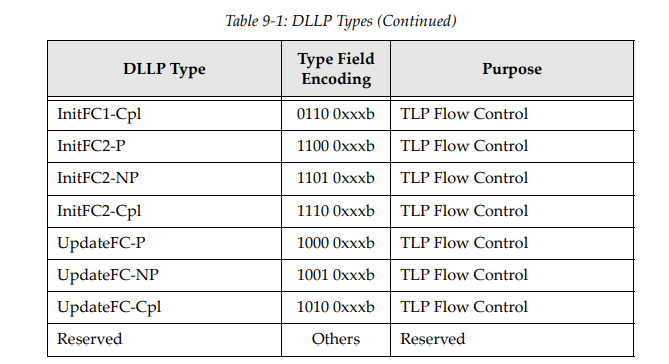 Table 9-1: DLLP Types (Continued)
DLLP Type Type Field Encoding Purpose
InitFC1-Cpl 0110 0xxxb TLP Flow Control
InitFC2-P 1100 0xxxb TLP Flow Control
InitFC2-NP 1101 0xxxb TLP Flow Control
InitFC2-Cpl 1110 0xxxb TLP Flow Control
UpdateFC-P 1000 0xxxb TLP Flow Control
UpdateFC-NP 1001 0xxxb TLP Flow Control
UpdateFC-Cpl 1010 0xxxb TLP Flow Control
Reserved Others Reserved